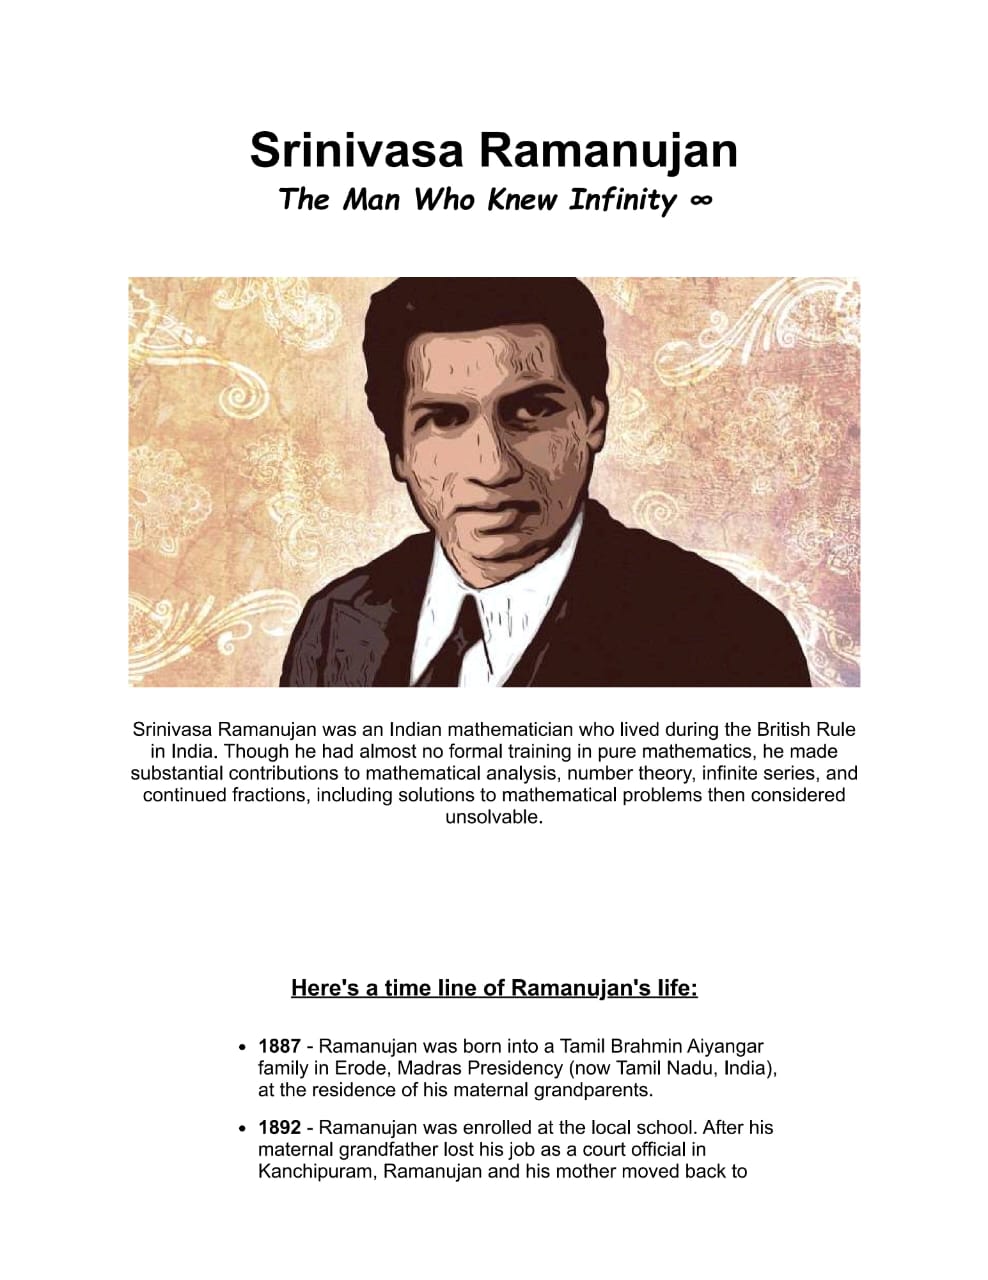 Srinivasa Ramanujan
The Man Who Knew Infinity ∞
Srinivasa Ramanujan was an Indian mathematician who lived during the British Rule
in India. Though he had almost no formal training in pure mathematics, he made
substantial contributions to mathematical analysis, number theory, infinite series, and
continued fractions, including solutions to mathematical problems then considered
unsolvable.
Here's a time line of Ramanujan's life:
• 1887 - Ramanujan was born into a Tamil Brahmin Aiyangar
family in Erode, Madras Presidency (now Tamil Nadu, India),
at the residence of his maternal grandparents.
• 1892 - Ramanujan was enrolled at the local school. After his
maternal grandfather lost his job as a court official in
Kanchipuram, Ramanujan and his mother moved back to